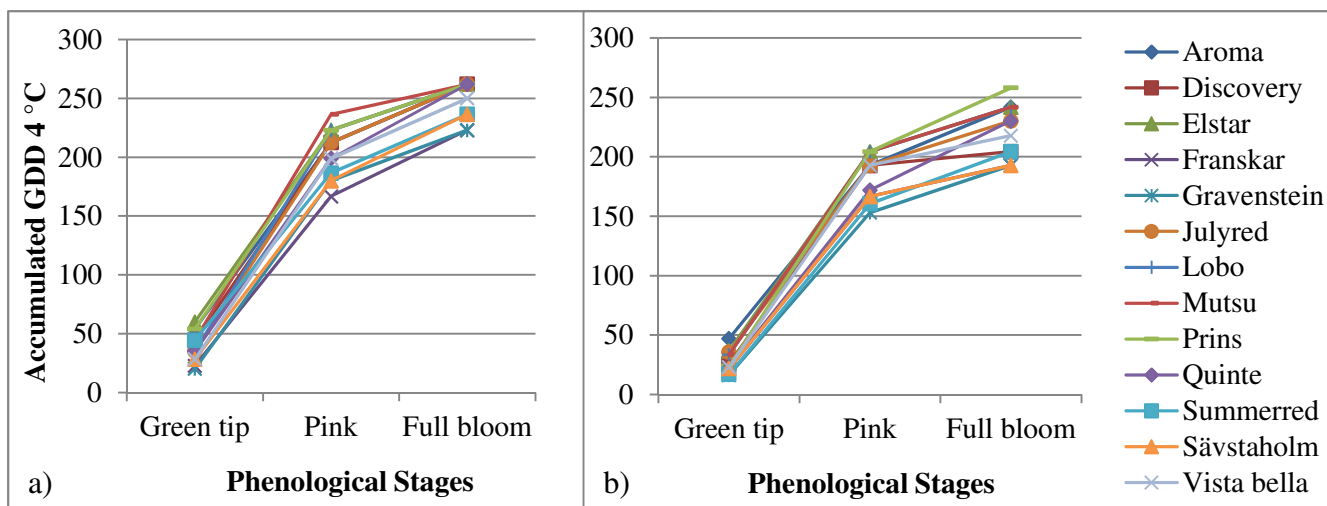 Accumulated GDD 4 °C
300
250
200
150
100
50
0
Green tip Pink Full bloom
Phenological Stages
a)
300
250
200
150
100
50
0
Green tip Pink Full bloom
Phenological Stages
b)
Aroma
Discovery
Elstar
Franskar
Gravenstein
Julyred
Lobo
Mutsu
Prins
Quinte
Summerred
Sävstaholm
Vista bella